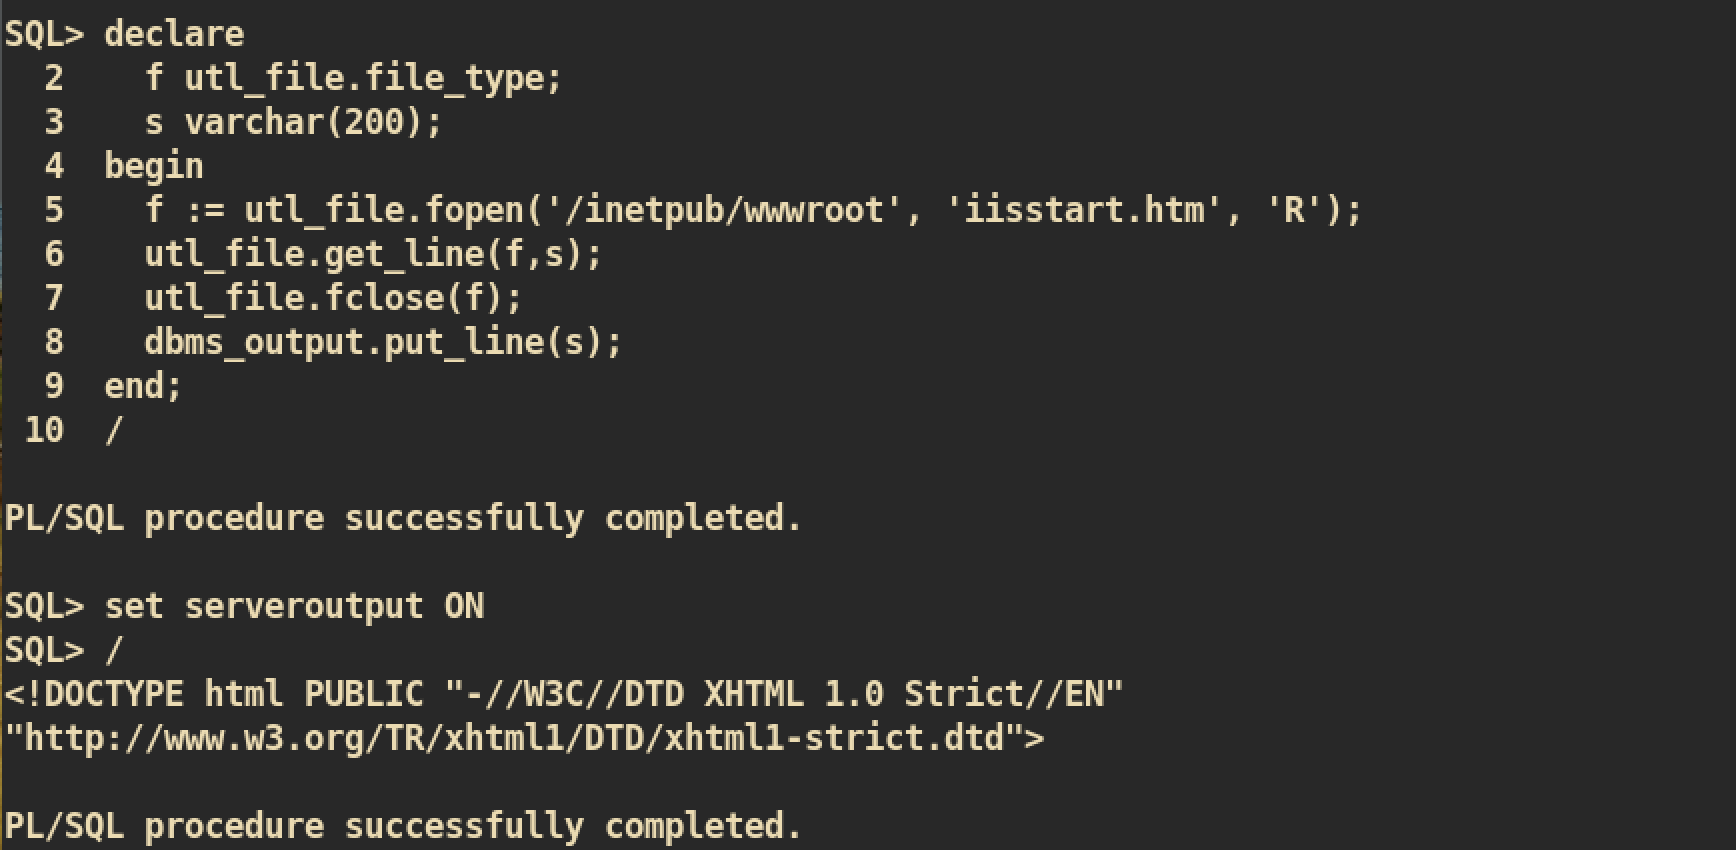 SQL> declare
  2    f utl_file.file_type;
  3    s varchar(200);
  4  begin
  5    f := utl_file.fopen('/inetpub/wwwroot', 'iisstart.htm', 'R');
  6    utl_file.get_line(f,s);
  7    utl_file.fclose(f);
  8    dbms_output.put_line(s);
  9  end;
 10  /
PL/SQL procedure successfully completed.
SQL> set serveroutput ON
SQL> /
<!DOCTYPE html PUBLIC "-//W3C//DTD XHTML 1.0 Strict//EN"
"http://www.w3.org/TR/xhtml1/DTD/xhtml1-strict.dtd">
PL/SQL procedure successfully completed.